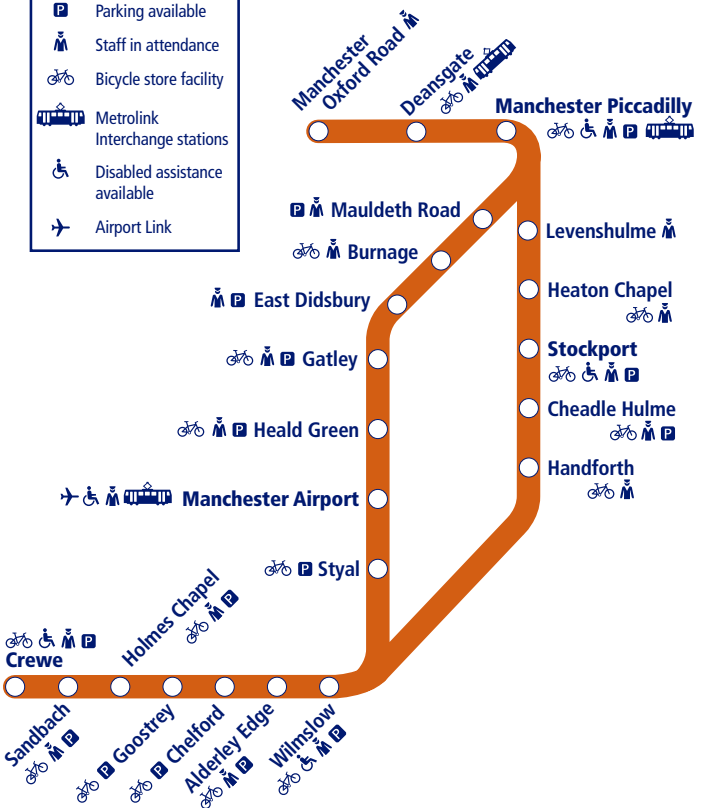 P Parking available
Staff in attendance
Bicycle store facility
Metrolink
Interchange stations
Disabled assistance
available
Airport Link
Manchester
Oxford Road
Deansgate
Manchester Piccadilly
P
P Mauldeth Road
Levenshulme
Burnage
Heaton Chapel
P East Didsbury
Stockport
P
P Gatley
Cheadle Hulme
P
P Heald Green
Handforth
Manchester Airport
P Styal
Holmes Chapel
P
P
Crewe
Sandbach
P
P Goostrey
P Chelford
Alderley Edge
P
Wilmslow
P